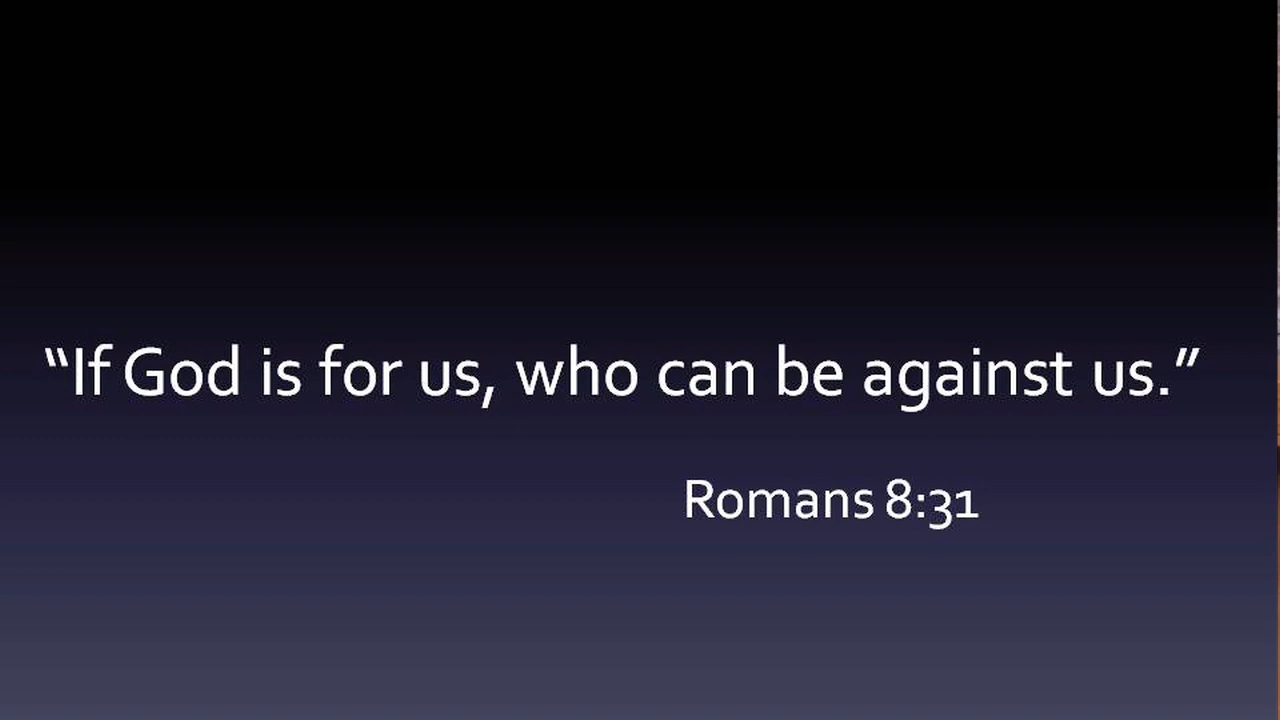 “If God is for us, who can be against us.”
Romans 8:31